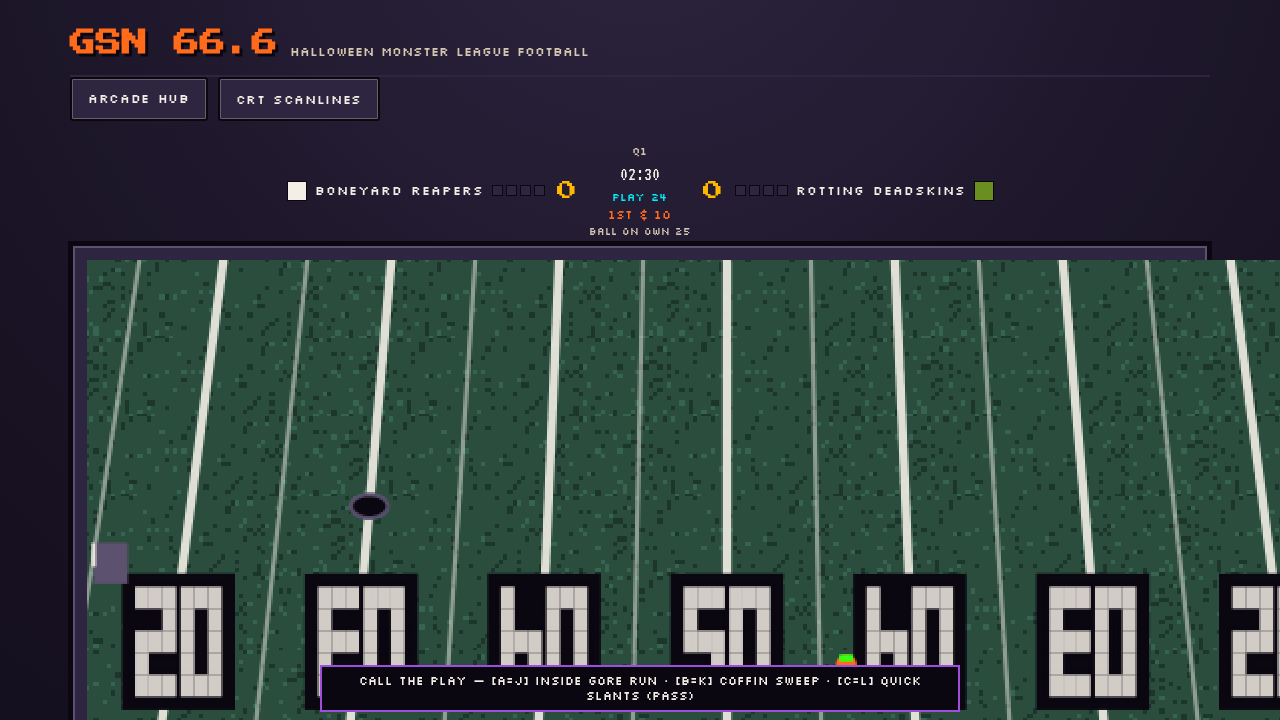 GSN 66.6
HALLOWEEN MONSTER LEAGUE FOOTBALL
ARCADE HUB
CRT SCANLINES
Q1
BONEYARD REAPERS 0
02:30
0 ROTTING DEADSKINS
PLAY 24
1ST & 10
BALL ON OWN 25
20
50
CALL THE PLAY — [A=J] INSIDE GORE RUN · [B=K] COFFIN SWEEP · [C=L] QUICK
SLANTS (PASS)